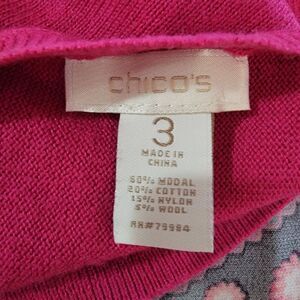 chico's
3
MADE IN
CHINA
60% MODAL
20% COTTON
15% NYLON
5% WOOL
RN#79984